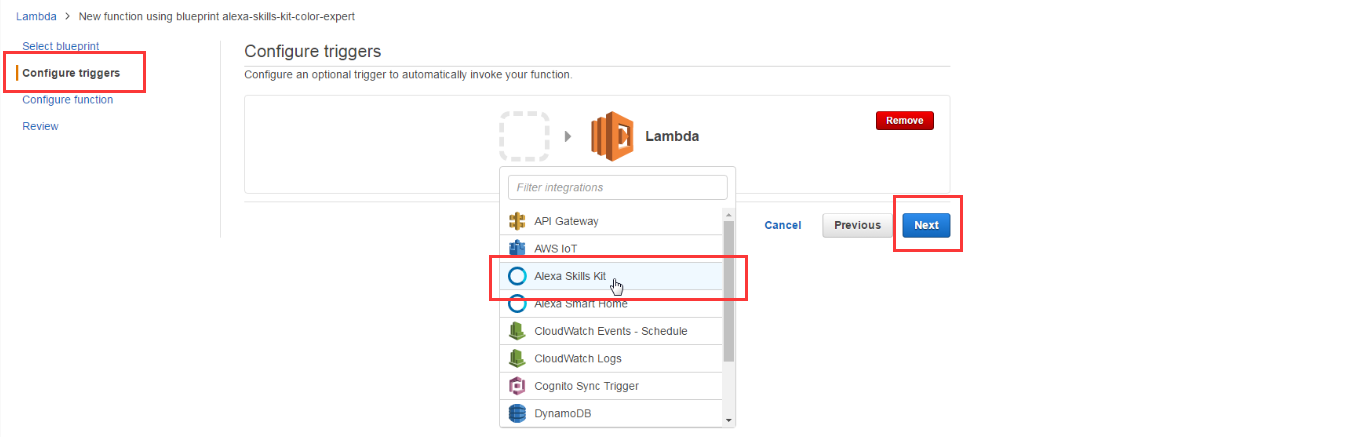 Lambda > New function using blueprint alexa-skills-kit-color-expert
Select blueprint
Configure triggers
Configure function
Review
Configure triggers
Configure an optional trigger to automatically invoke your function.
Lambda
Remove
Filter integrations
API Gateway
AWS IoT
Alexa Skills Kit
Alexa Smart Home
CloudWatch Events - Schedule
CloudWatch Logs
Cognito Sync Trigger
DynamoDB
Cancel
Previous
Next